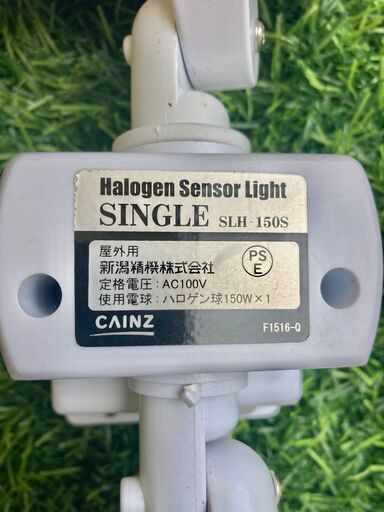 Halogen Sensor Light
SINGLE SLH-150S
屋外用
新潟精機株式会社
PS
E
定格電圧：AC100V
使用電球：ハロゲン球150W×1
CAINZ
F1516-Q